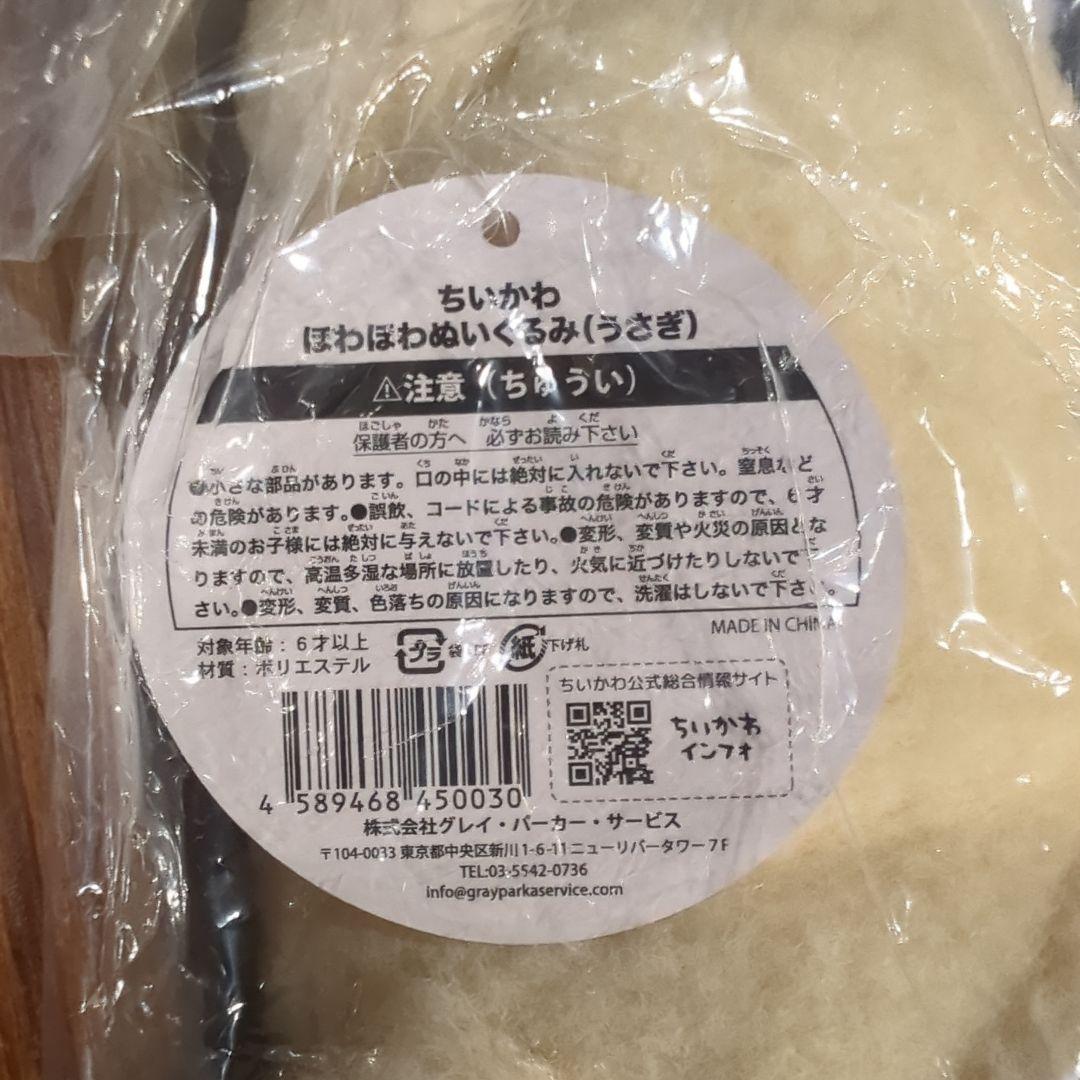 ちいかわ
ぽわぽわぬいぐるみ(うさぎ)
⚠注意(ちゅうい)
保護者の方へ 必ずお読み下さい
●小さな部品があります。口の中には絶対に入れないで下さい。窒息など
の危険があります。●誤飲、コードによる事故の危険がありますので、6才
未満のお子様には絶対に与えないで下さい。●変形、変質や火災の原因とな
りますので、高温多湿な場所に放置したり、火気に近づけたりしないで下
さい。●変形、変質、色落ちの原因になりますので、洗濯はしないで下さい。
MADE IN CHINA
対象年齢:6才以上
材質:ポリエステル
プラ 袋
紙 下げ札
ちいかわ公式総合情報サイト
ちいかわ
インフォ
4 589468 450030
株式会社グレイ・パーカー・サービス
〒104-0033 東京都中央区新川1-6-11ニューリバータワー7F
TEL:03-5542-0736
info@grayparkaservice.com